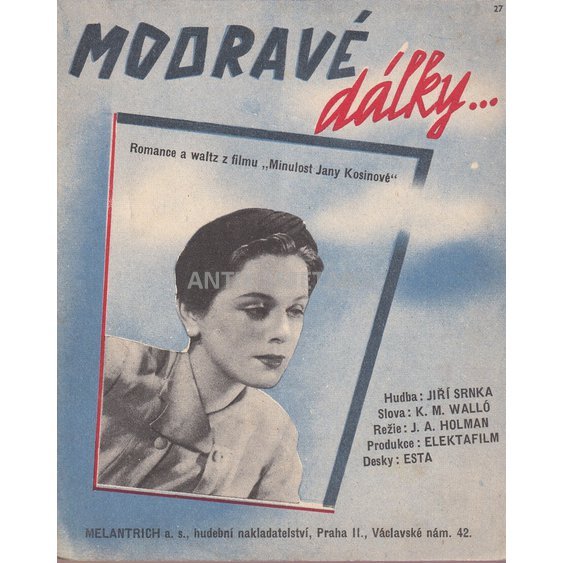 27
MODRAVÉ
dálky...
Romance a waltz z filmu „Minulost Jany Kosinové“
Hudba: JIŘÍ SRNKA
Slova: K. M. WALLÓ
Režie: J. A. HOLMAN
Produkce: ELEKTAFILM
Desky: ESTA
MELANTRICH a. s., hudební nakladatelství, Praha II., Václavské nám. 42.